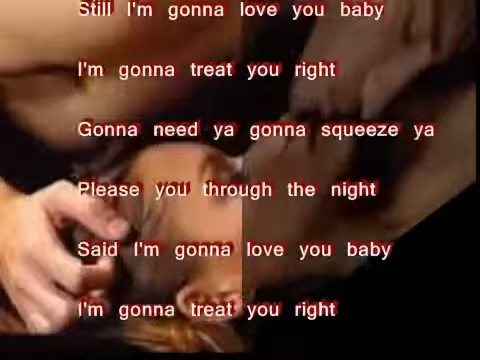 Still I'm gonna love you baby
I'm gonna treat you right
Gonna need ya gonna squeeze ya
Please you through the night
Said I'm gonna love you baby
I'm gonna treat you right